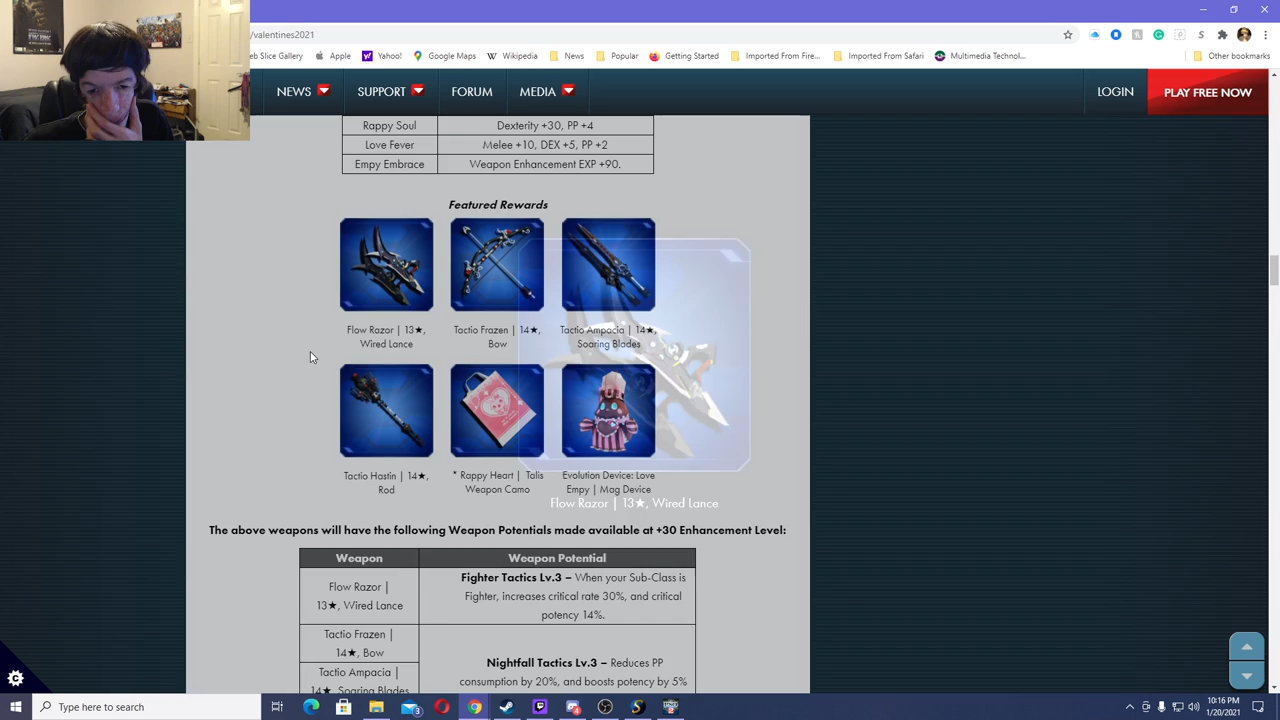 /valentines2021
eb Slice Gallery Apple Yahoo! Google Maps Wikipedia News Popular Getting Started Imported From Fire... Imported From Safari Multimedia Technol... Other bookmarks
NEWS SUPPORT FORUM MEDIA LOGIN PLAY FREE NOW
Rappy Soul Dexterity +30, PP +4
Love Fever Melee +10, DEX +5, PP +2
Empy Embrace Weapon Enhancement EXP +90.
Featured Rewards
Flow Razor | 13★,
Wired Lance
Tactio Frazen | 14★,
Bow
Tactio Ampacia | 14★,
Soaring Blades
Tactio Hastin | 14★,
Rod
* Rappy Heart | Talis
Weapon Camo
Evolution Device: Love
Empy | Mag Device
Flow Razor | 13★, Wired Lance
The above weapons will have the following Weapon Potentials made available at +30 Enhancement Level:
Weapon Weapon Potential
Flow Razor |
13★, Wired Lance
Fighter Tactics Lv.3 – When your Sub-Class is
Fighter, increases critical rate 30%, and critical
potency 14%.
Tactio Frazen |
14★, Bow
Tactio Ampacia |
14★, Soaring Blades
Nightfall Tactics Lv.3 – Reduces PP
consumption by 20%, and boosts potency by 5%
Type here to search
10:16 PM
1/20/2021